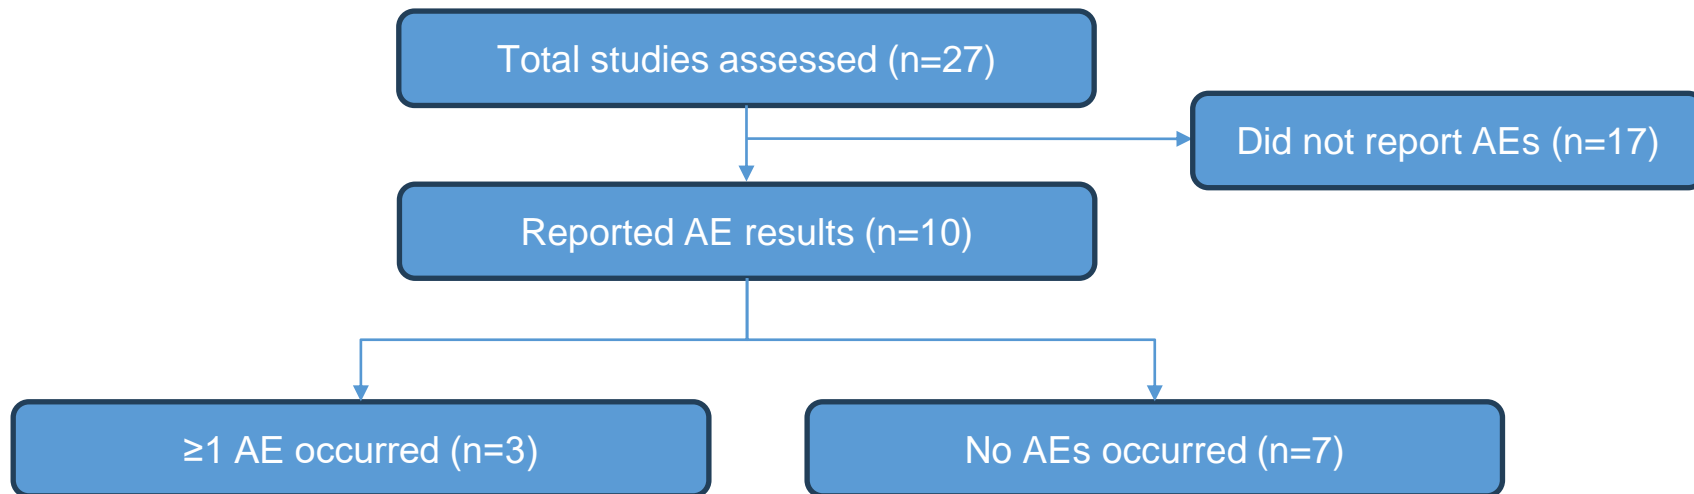 Total studies assessed (n=27)
Did not report AEs (n=17)
Reported AE results (n=10)
≥1 AE occurred (n=3)
No AEs occurred (n=7)